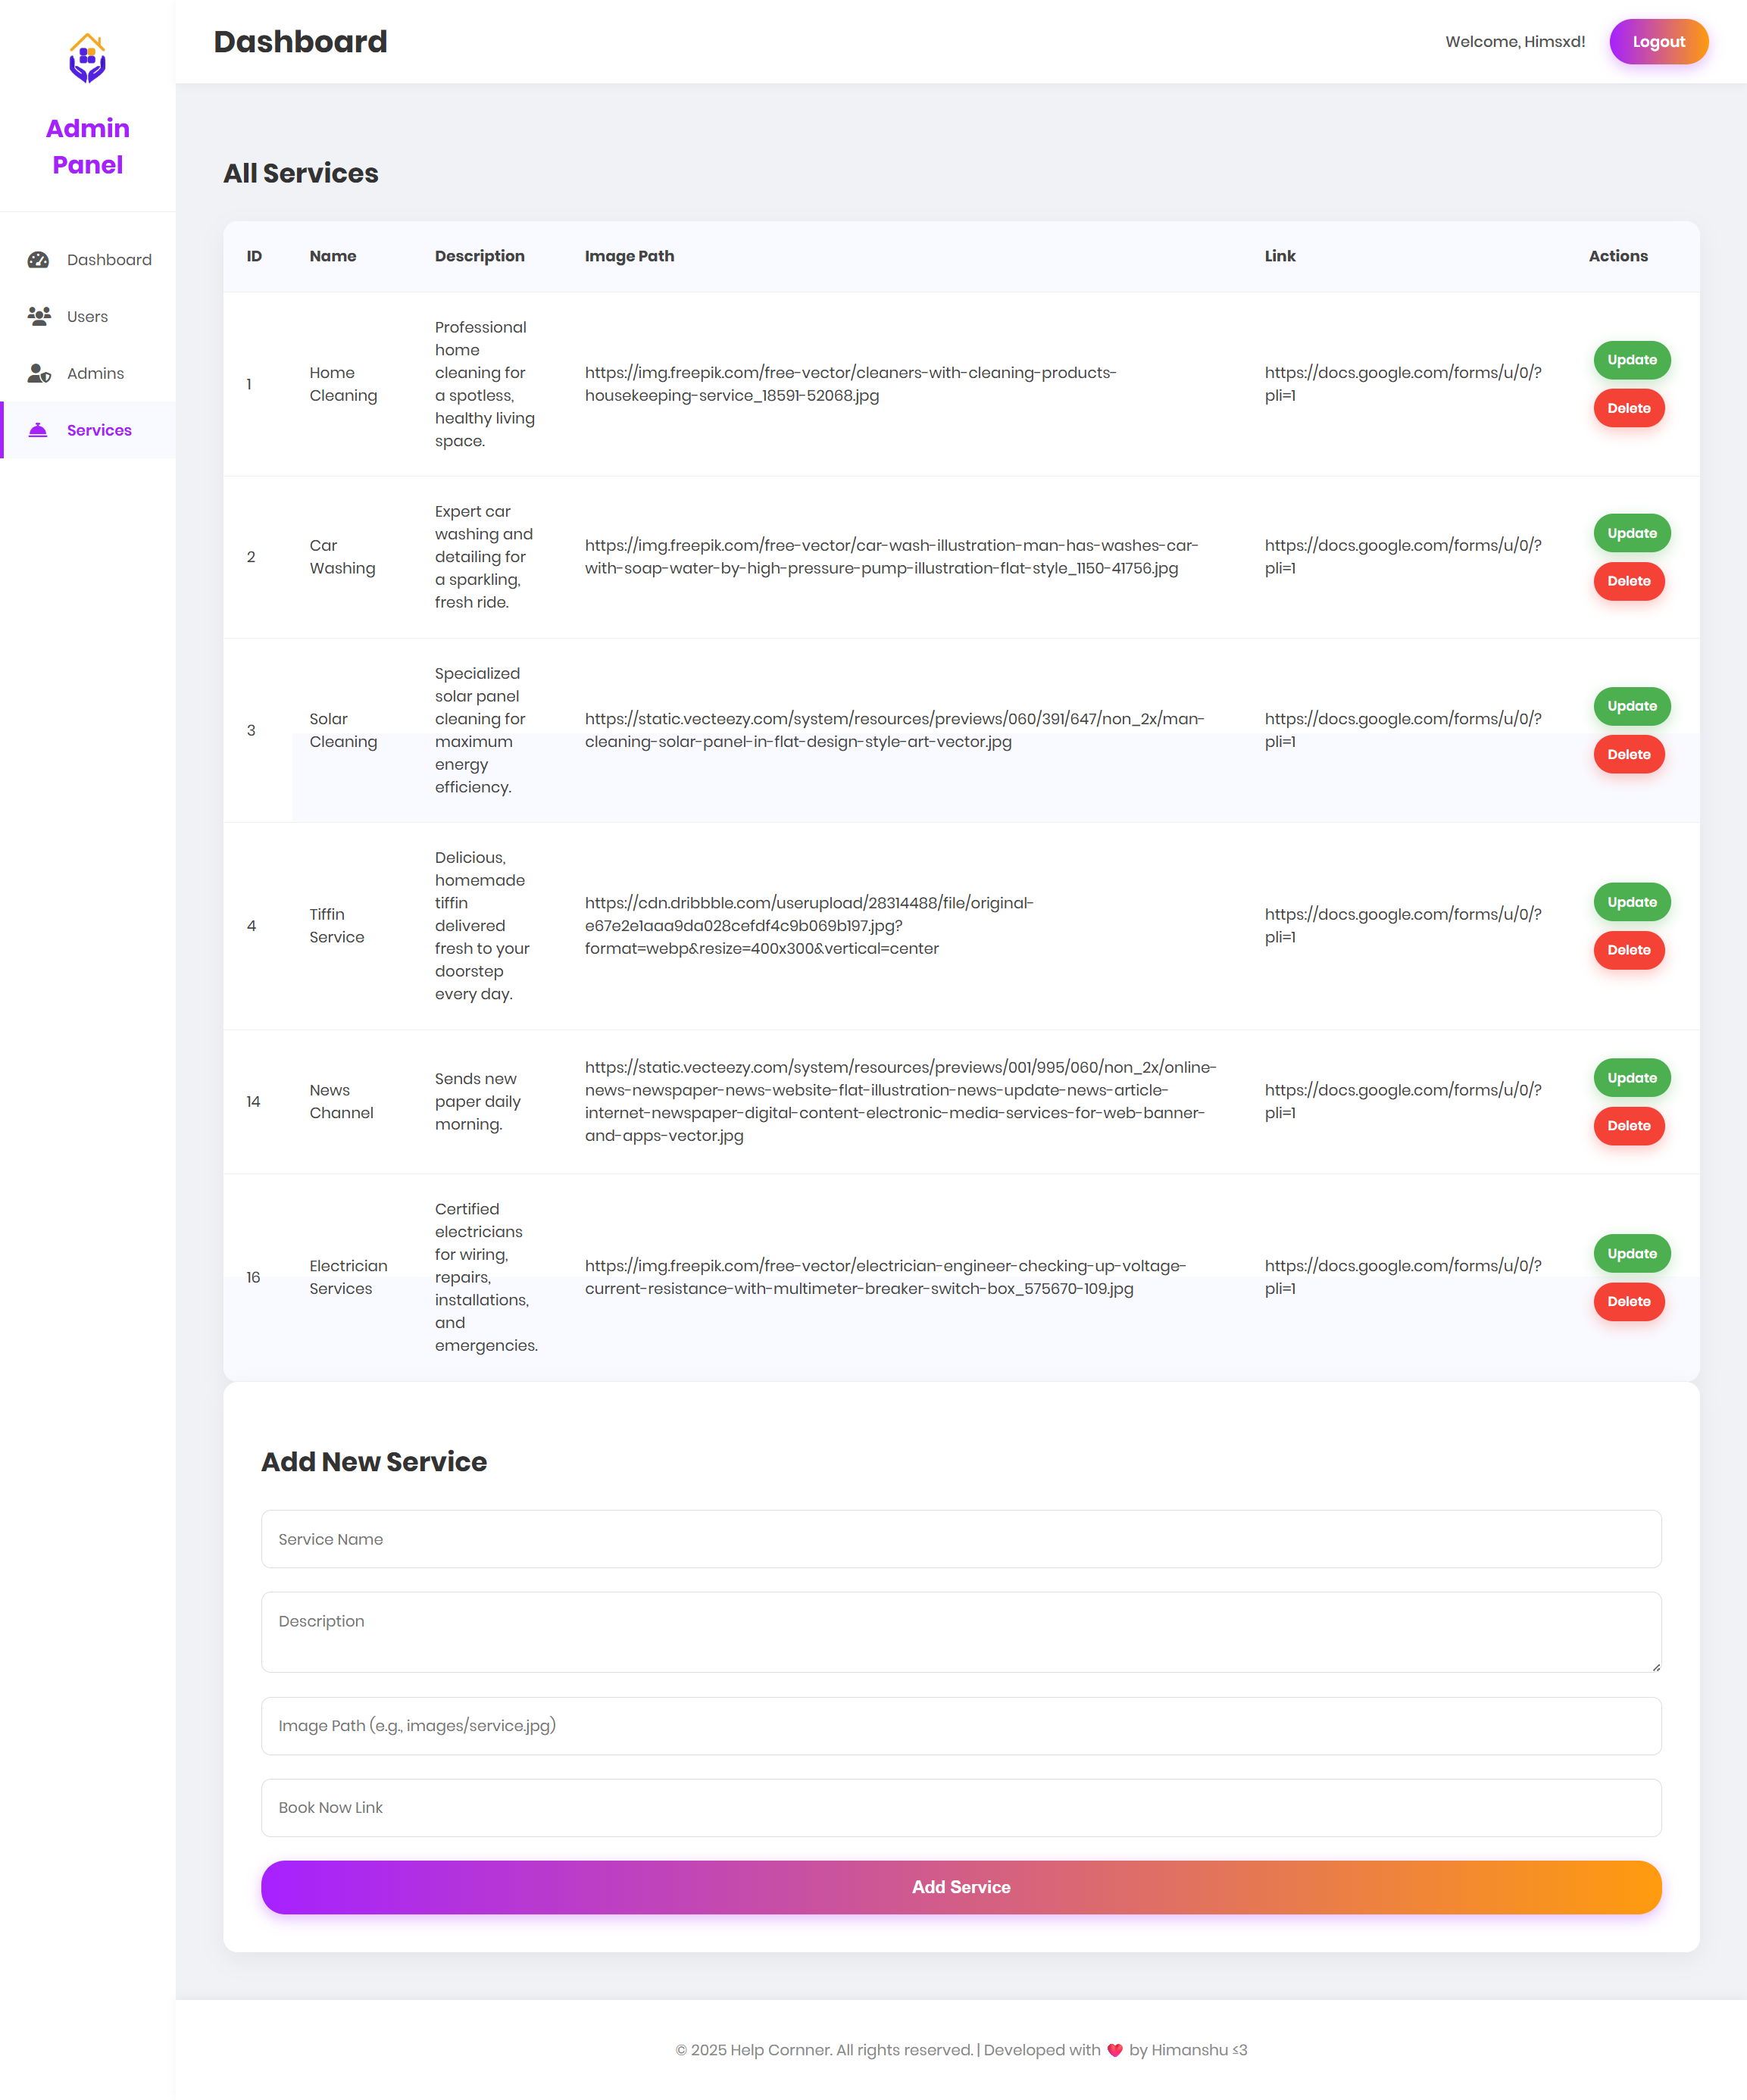 Admin
Panel
Dashboard
Users
Admins
Services
Dashboard
Welcome, Himsxd!
Logout
All Services
ID Name Description Image Path Link Actions
1
Home
Cleaning
Professional
home
cleaning for
a spotless,
healthy living
space.
https://img.freepik.com/free-vector/cleaners-with-cleaning-products-
housekeeping-service_18591-52068.jpg
https://docs.google.com/forms/u/0/?
pli=1
Update
Delete
2
Car
Washing
Expert car
washing and
detailing for
a sparkling,
fresh ride.
https://img.freepik.com/free-vector/car-wash-illustration-man-has-washes-car-
with-soap-water-by-high-pressure-pump-illustration-flat-style_1150-41756.jpg
https://docs.google.com/forms/u/0/?
pli=1
Update
Delete
3
Solar
Cleaning
Specialized
solar panel
cleaning for
maximum
energy
efficiency.
https://static.vecteezy.com/system/resources/previews/060/391/647/non_2x/man-
cleaning-solar-panel-in-flat-design-style-art-vector.jpg
https://docs.google.com/forms/u/0/?
pli=1
Update
Delete
4
Tiffin
Service
Delicious,
homemade
tiffin
delivered
fresh to your
doorstep
every day.
https://cdn.dribbble.com/userupload/28314488/file/original-
e67e2e1aaa9da028cefdf4c9b069b197.jpg?
format=webp&resize=400x300&vertical=center
https://docs.google.com/forms/u/0/?
pli=1
Update
Delete
14
News
Channel
Sends new
paper daily
morning.
https://static.vecteezy.com/system/resources/previews/001/995/060/non_2x/online-
news-newspaper-news-website-flat-illustration-news-update-news-article-
internet-newspaper-digital-content-electronic-media-services-for-web-banner-
and-apps-vector.jpg
https://docs.google.com/forms/u/0/?
pli=1
Update
Delete
16
Electrician
Services
Certified
electricians
for wiring,
repairs,
installations,
and
emergencies.
https://img.freepik.com/free-vector/electrician-engineer-checking-up-voltage-
current-resistance-with-multimeter-breaker-switch-box_575670-109.jpg
https://docs.google.com/forms/u/0/?
pli=1
Update
Delete
Add New Service
Service Name
Description
Image Path (e.g., images/service.jpg)
Book Now Link
Add Service
© 2025 Help Cornner. All rights reserved. | Developed with ❤️ by Himanshu ≤3